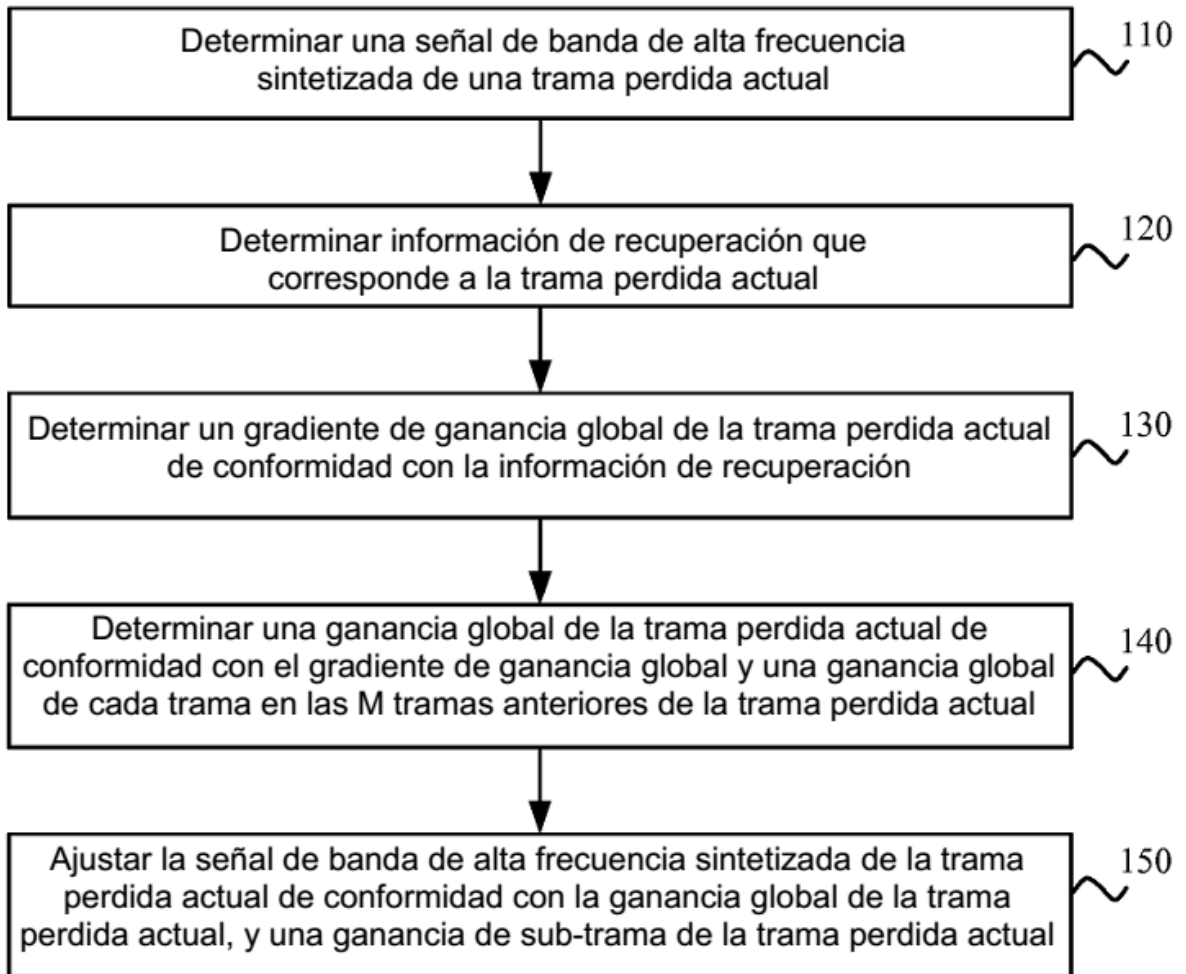 Determinar una señal de banda de alta frecuencia
sintetizada de una trama perdida actual
110
Determinar información de recuperación que
corresponde a la trama perdida actual
120
Determinar un gradiente de ganancia global de la trama perdida actual
de conformidad con la información de recuperación
130
Determinar una ganancia global de la trama perdida actual de
conformidad con el gradiente de ganancia global y una ganancia global
de cada trama en las M tramas anteriores de la trama perdida actual
140
Ajustar la señal de banda de alta frecuencia sintetizada de la trama
perdida actual de conformidad con la ganancia global de la trama
perdida actual, y una ganancia de sub-trama de la trama perdida actual
150